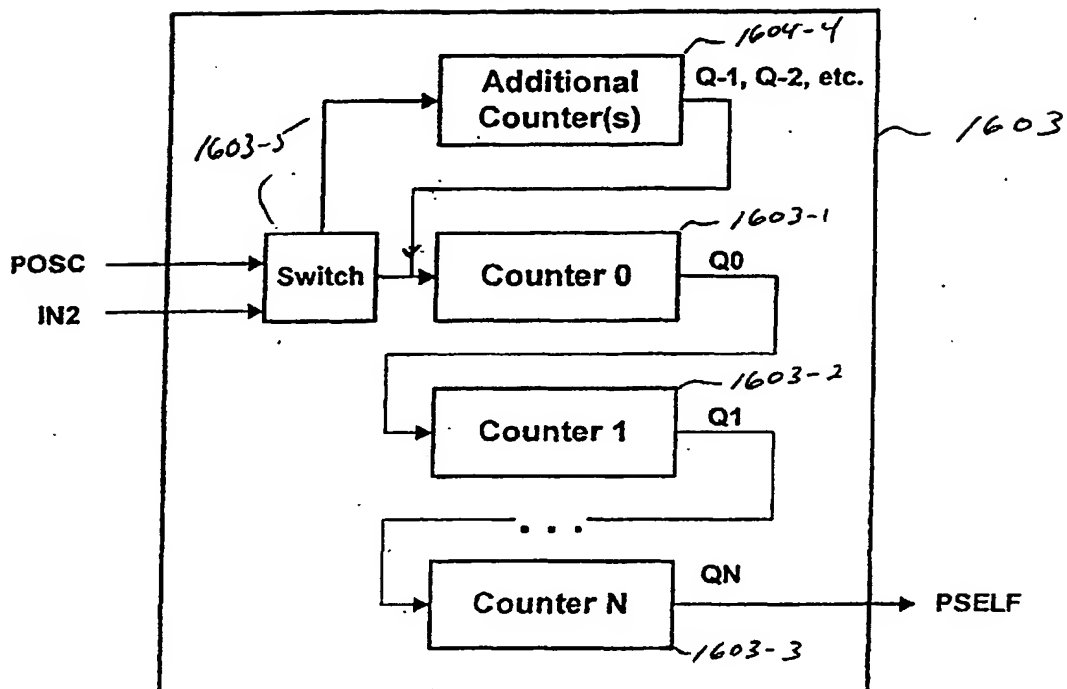 1604-4
Additional
Counter(s)
Q-1, Q-2, etc.
1603
1603-5
1603-1
POSC
Switch
Counter 0
Q0
IN2
1603-2
Counter 1
Q1
. . .
Counter N
QN
PSELF
1603-3